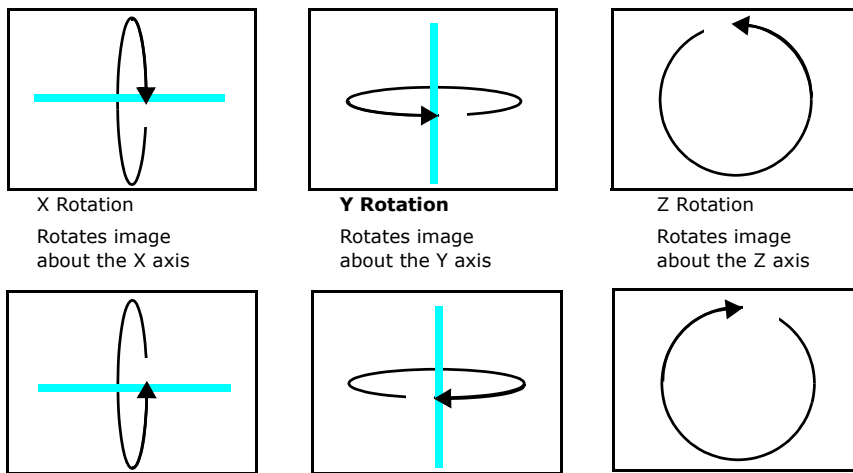 X Rotation
Rotates image
about the X axis
Y Rotation
Rotates image
about the Y axis
Z Rotation
Rotates image
about the Z axis